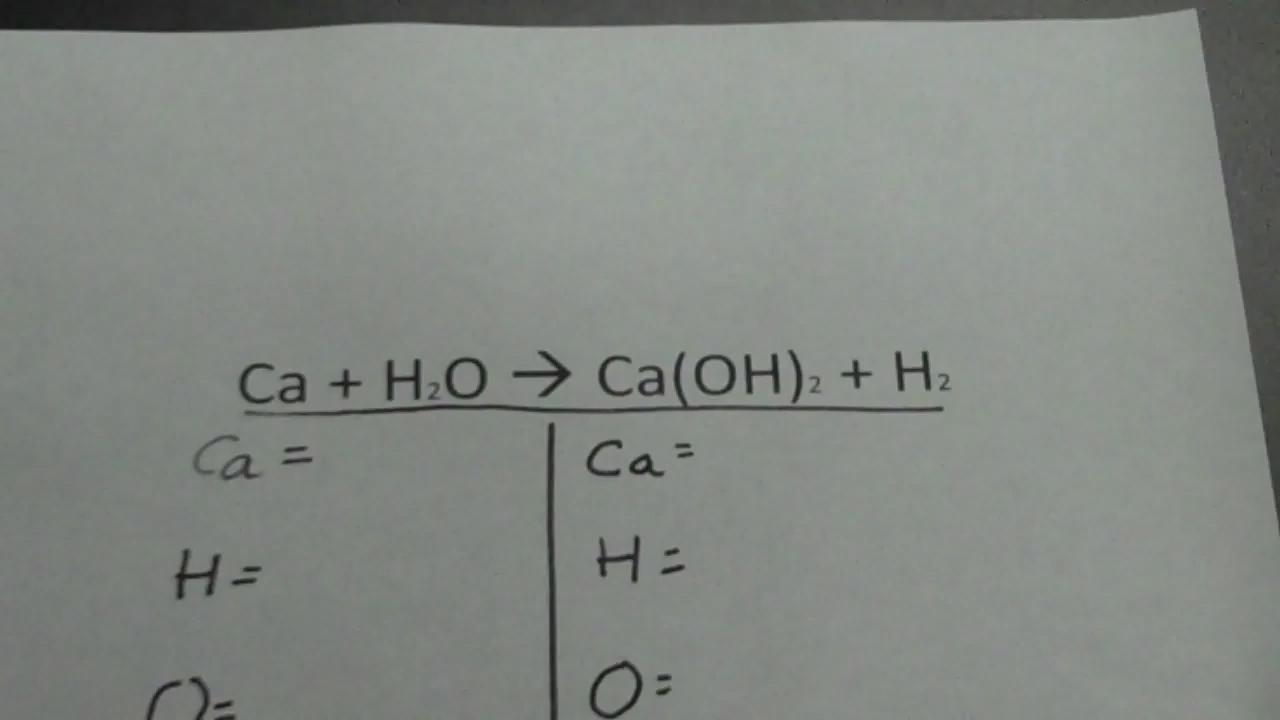 Ca + H₂O → Ca(OH)₂ + H₂
Ca = Ca =
H = H =
O = O =